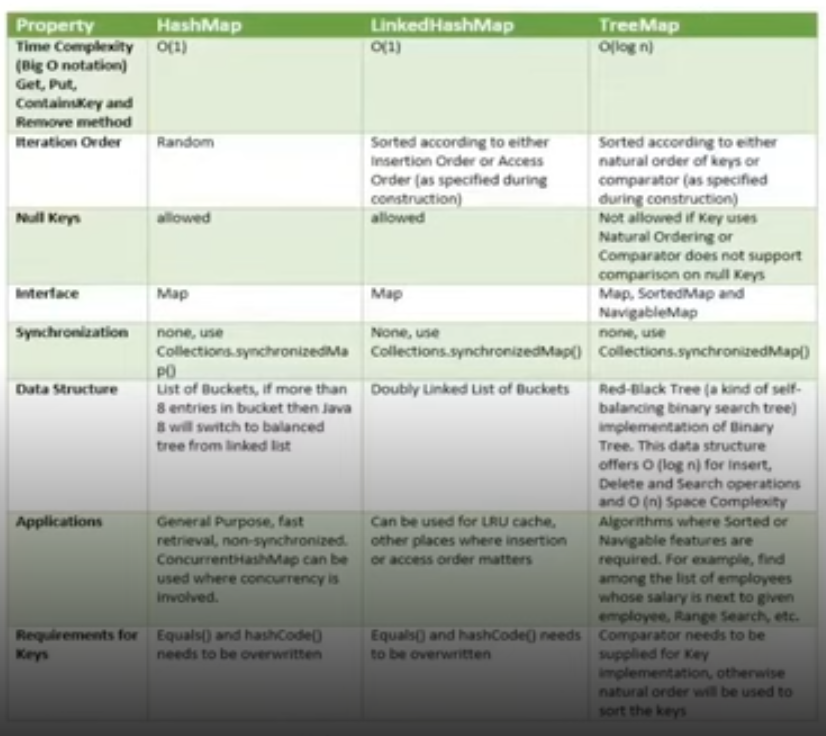 Property HashMap LinkedHashMap TreeMap
Time Complexity O(1) O(1) O(log n)
(Big O notation)
Get, Put,
ContainsKey and
Remove method
Iteration Order Random Sorted according to either Sorted according to either
Insertion Order or Access natural order of keys or
Order (as specified during comparator (as specified
construction) during construction)
Null Keys allowed allowed Not allowed if Key uses
Natural Ordering or
Comparator does not support
comparison on null Keys
Interface Map Map Map, SortedMap and
NavigableMap
Synchronization none, use None, use none, use
Collections.synchronizedMa Collections.synchronizedMap() Collections.synchronizedMap()
p()
Data Structure List of Buckets, if more than Doubly Linked List of Buckets Red-Black Tree (a kind of self-
8 entries in bucket then Java balancing binary search tree)
8 will switch to balanced implementation of Binary
tree from linked list Tree. This data structure
offers O (log n) for Insert,
Delete and Search operations
and O (n) Space Complexity
Applications General Purpose, fast Can be used for LRU cache, Algorithms where Sorted or
retrieval, non-synchronized. other places where insertion Navigable features are
ConcurrentHashMap can be or access order matters required. For example, find
used where concurrency is among the list of employees
involved. whose salary is next to given
employee, Range Search, etc.
Requirements for Equals() and hashCode() Equals() and hashCode() needs Comparator needs to be
Keys needs to be overwritten to be overwritten supplied for Key
implementation, otherwise
natural order will be used to
sort the keys